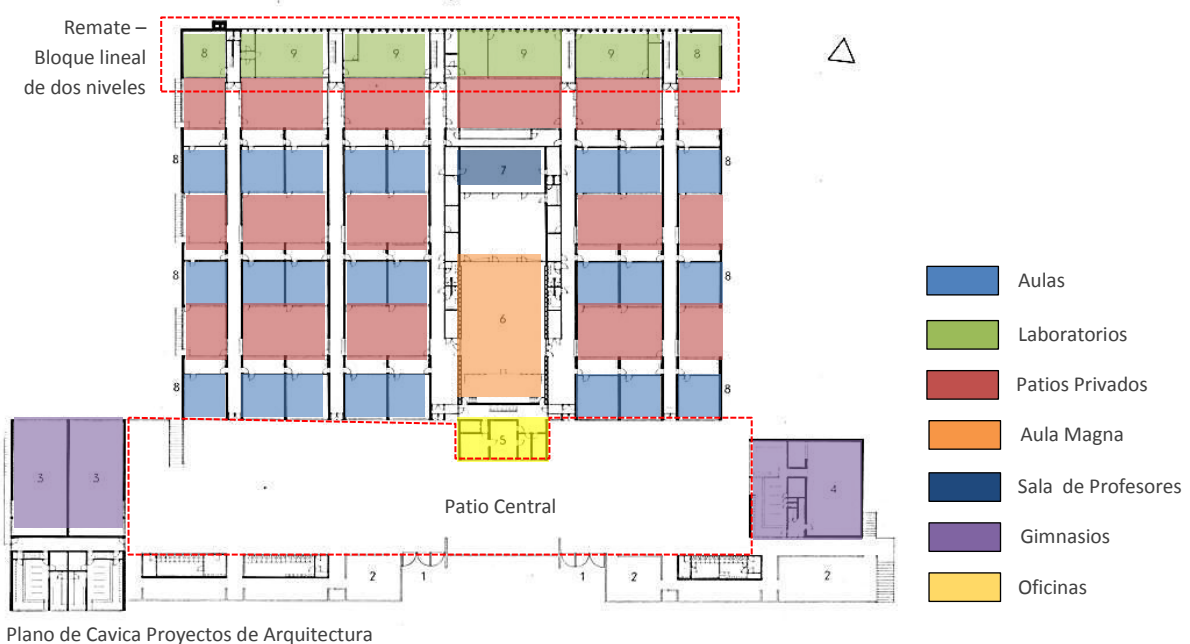 Remate –
Bloque lineal
de dos niveles
8
9
9
9
9
8
8
7
8
8
6
8
8
8
5
3
3
4
Patio Central
2
1
1
2
2
Aulas
Laboratorios
Patios Privados
Aula Magna
Sala de Profesores
Gimnasios
Oficinas
Plano de Cavica Proyectos de Arquitectura